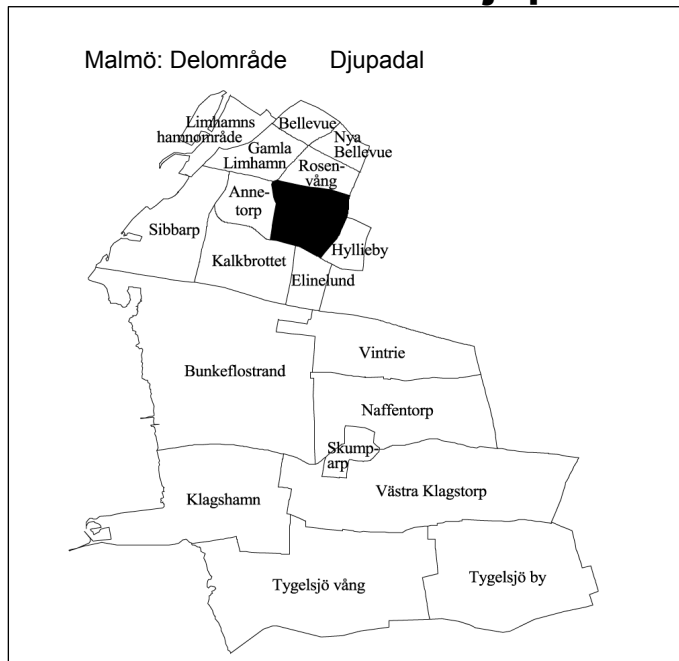 Malmö: Delområde Djupadal
Limhamns
hamnområde
Bellevue
Nya
Bellevue
Gamla
Limhamn
Rosen-
vång
Anne-
torp
Sibbarp
Hyllieby
Kalkbrottet
Elinelund
Vintrie
Bunkeflostrand
Naffentorp
Skump-
arp
Klagshamn
Västra Klagstorp
Tygelsjö vång
Tygelsjö by